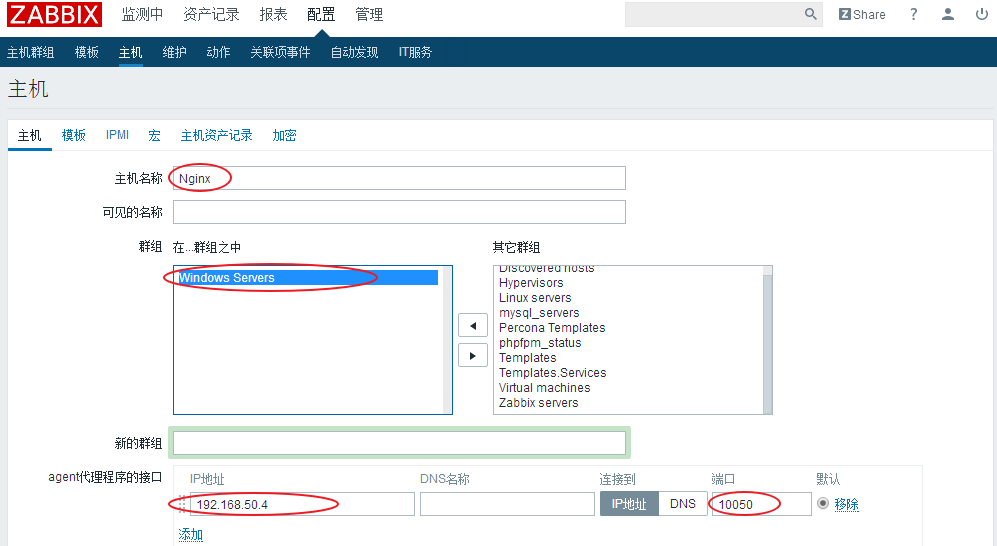 ZABBIX 监测中 资产记录 报表 配置 管理 Z Share ?
主机群组 模板 主机 维护 动作 关联项事件 自动发现 IT服务
主机
主机 模板 IPMI 宏 主机资产记录 加密
主机名称 Nginx
可见的名称
群组 在...群组之中 其它群组
Windows Servers
Discovered hosts
Hypervisors
Linux servers
mysql_servers
Percona Templates
phpfpm_status
Templates
Templates.Services
Virtual machines
Zabbix servers
新的群组
agent代理程序的接口 IP地址 DNS名称 连接到 端口 默认
192.168.50.4 IP地址 DNS 10050 移除
添加